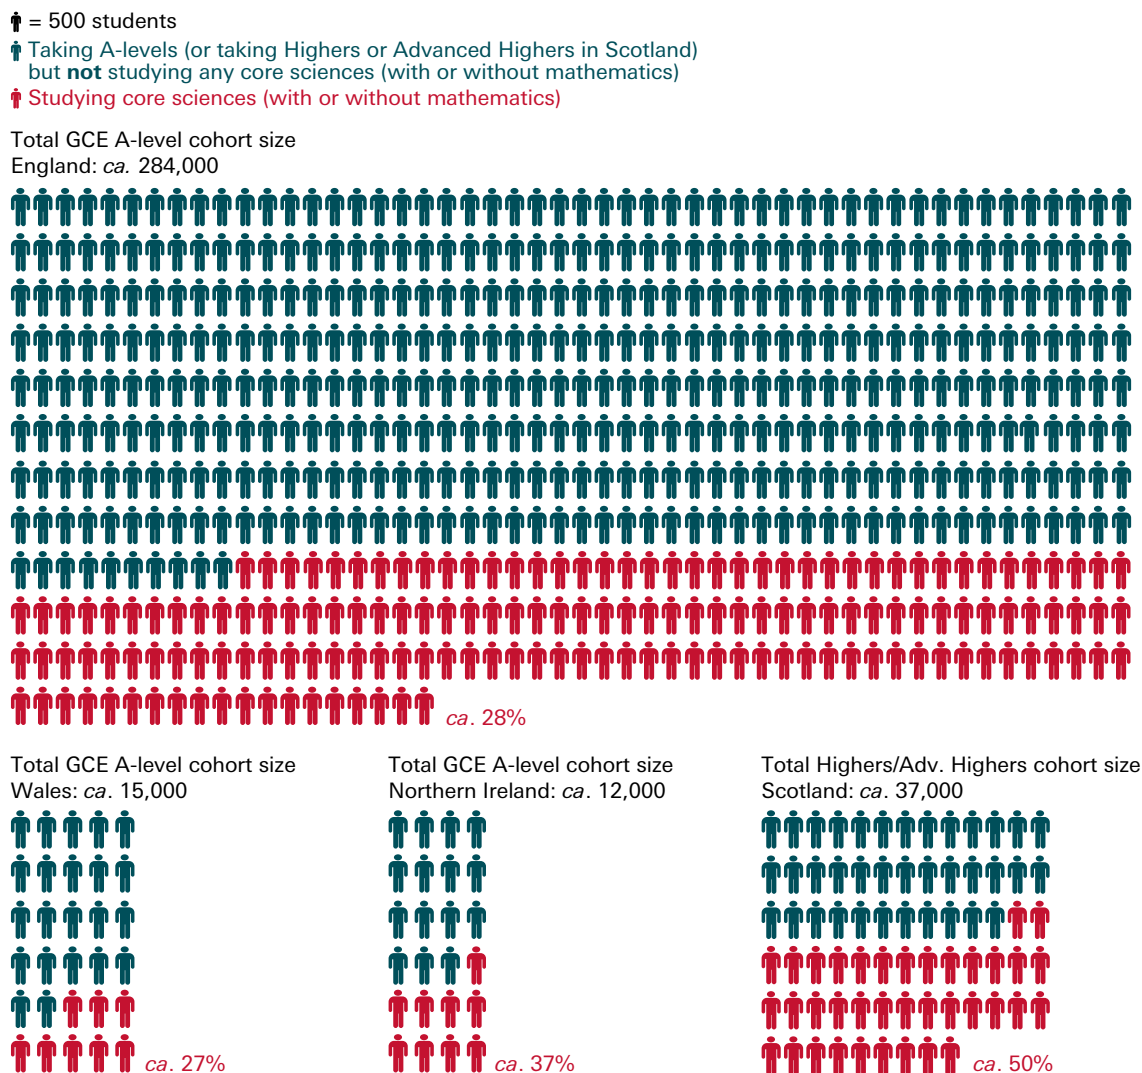 = 500 students
Taking A-levels (or taking Highers or Advanced Highers in Scotland)
but not studying any core sciences (with or without mathematics)
Studying core sciences (with or without mathematics)
Total GCE A-level cohort size
England: ca. 284,000
ca. 28%
Total GCE A-level cohort size
Wales: ca. 15,000
ca. 27%
Total GCE A-level cohort size
Northern Ireland: ca. 12,000
ca. 37%
Total Highers/Adv. Highers cohort size
Scotland: ca. 37,000
ca. 50%